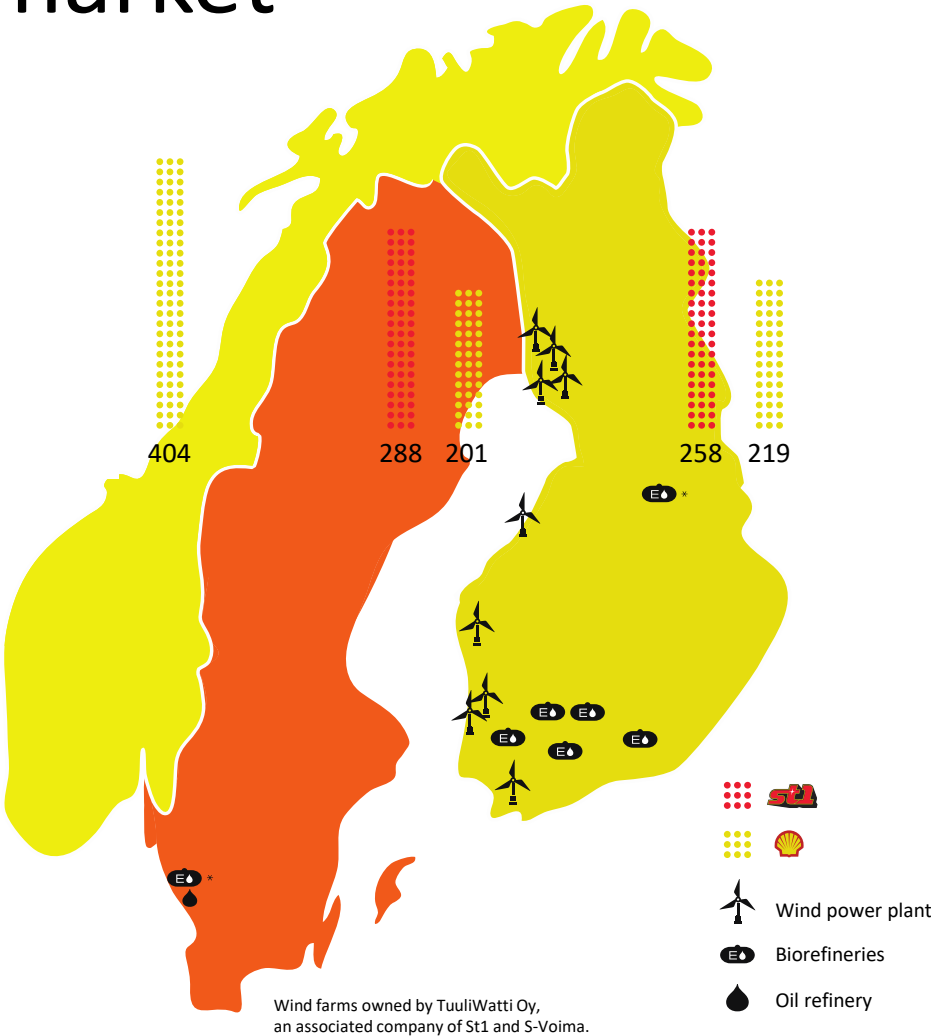 404
288
201
258
219
E *
E
E
E
E
E
E *
st1
Wind power plant
E
Biorefineries
Oil refinery
Wind farms owned by TuuliWatti Oy,
an associated company of St1 and S-Voima.